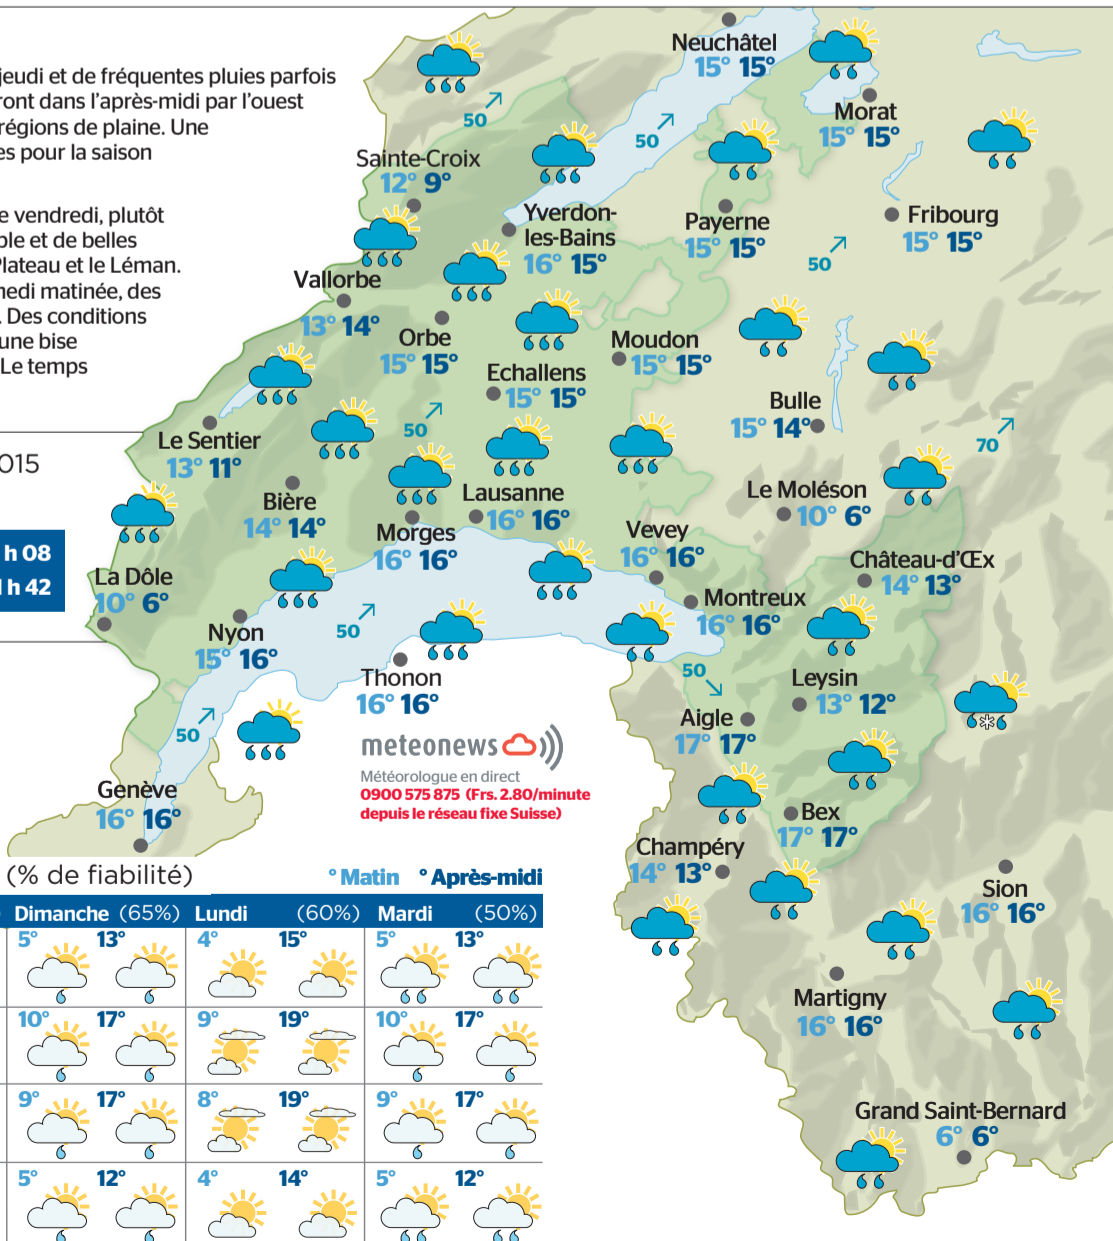 jeudi et de fréquentes pluies parfois
ront dans l'après-midi par l'ouest
régions de plaine. Une
es pour la saison
e vendredi, plutôt
ble et de belles
Plateau et le Léman.
nedi matinée, des
. Des conditions
une bise
Le temps
015
h 08
h 42
Neuchâtel
15° 15°
50
50
Morat
15° 15°
Sainte-Croix
12° 9°
Yverdon-
les-Bains
16° 15°
Payerne
15° 15°
Fribourg
15° 15°
50
Vallorbe
13° 14°
Orbe
15° 15°
Moudon
15° 15°
Echallens
15° 15°
Bulle
15° 14°
50
70
Le Sentier
13° 11°
Bière
14° 14°
Lausanne
16° 16°
Le Moléson
10° 6°
Morges
16° 16°
Vevey
16° 16°
Château-d'Œx
14° 13°
La Dôle
10° 6°
Montreux
16° 16°
Nyon
15° 16°
50
Thonon
16° 16°
50
Leysin
13° 12°
Aigle
17° 17°
50
meteonews
Météorologue en direct
0900 575 875 (Frs. 2.80/minute
depuis le réseau fixe Suisse)
Genève
16° 16°
Bex
17° 17°
Champéry
14° 13°
Sion
16° 16°
Martigny
16° 16°
Grand Saint-Bernard
6° 6°
(% de fiabilité)
° Matin ° Après-midi
Dimanche (65%) Lundi (60%) Mardi (50%)
5° 13° 4° 15° 5° 13°
10° 17° 9° 19° 10° 17°
9° 17° 8° 19° 9° 17°
5° 12° 4° 14° 5° 12°